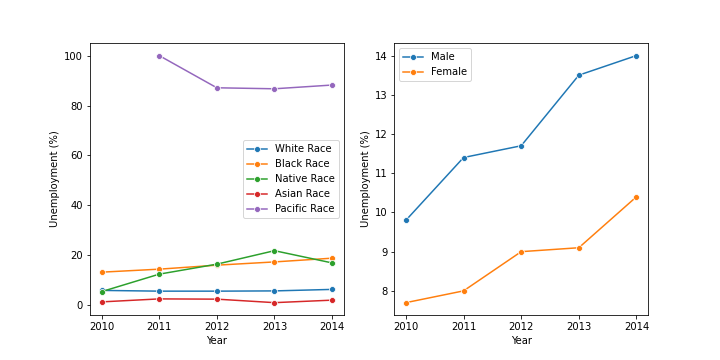 100
80
60
40
20
0
Unemployment (%)
2010 2011 2012 2013 2014
Year
White Race
Black Race
Native Race
Asian Race
Pacific Race
14
13
12
11
10
9
8
Unemployment (%)
2010 2011 2012 2013 2014
Year
Male
Female